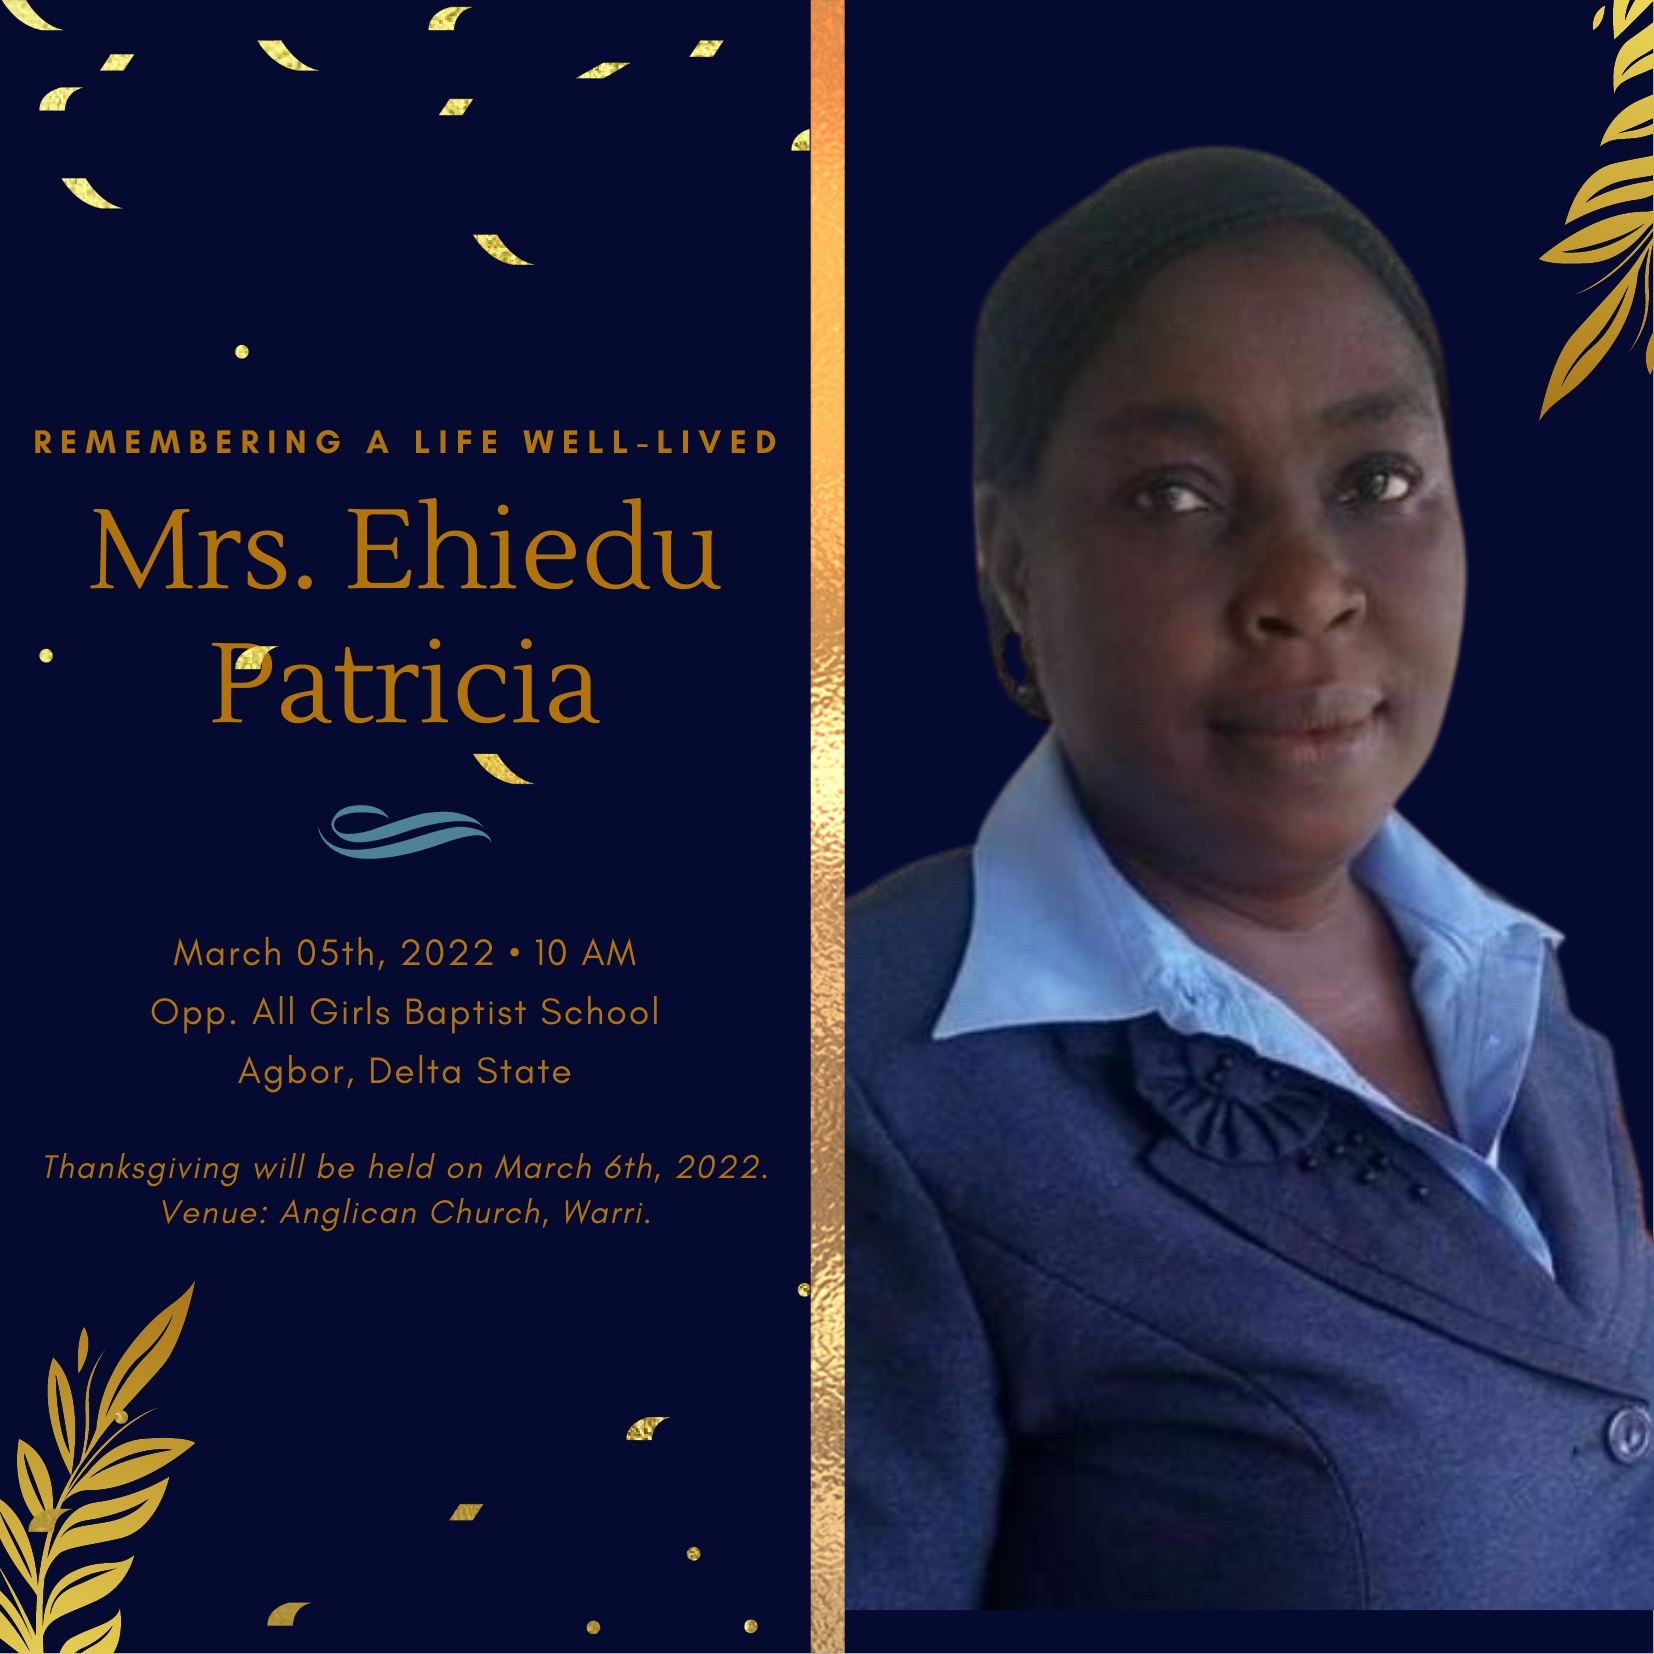 REMEMBERING A LIFE WELL-LIVED
Mrs. Ehiedu
Patricia
March 05th, 2022 • 10 AM
Opp. All Girls Baptist School
Agbor, Delta State
Thanksgiving will be held on March 6th, 2022.
Venue: Anglican Church, Warri.